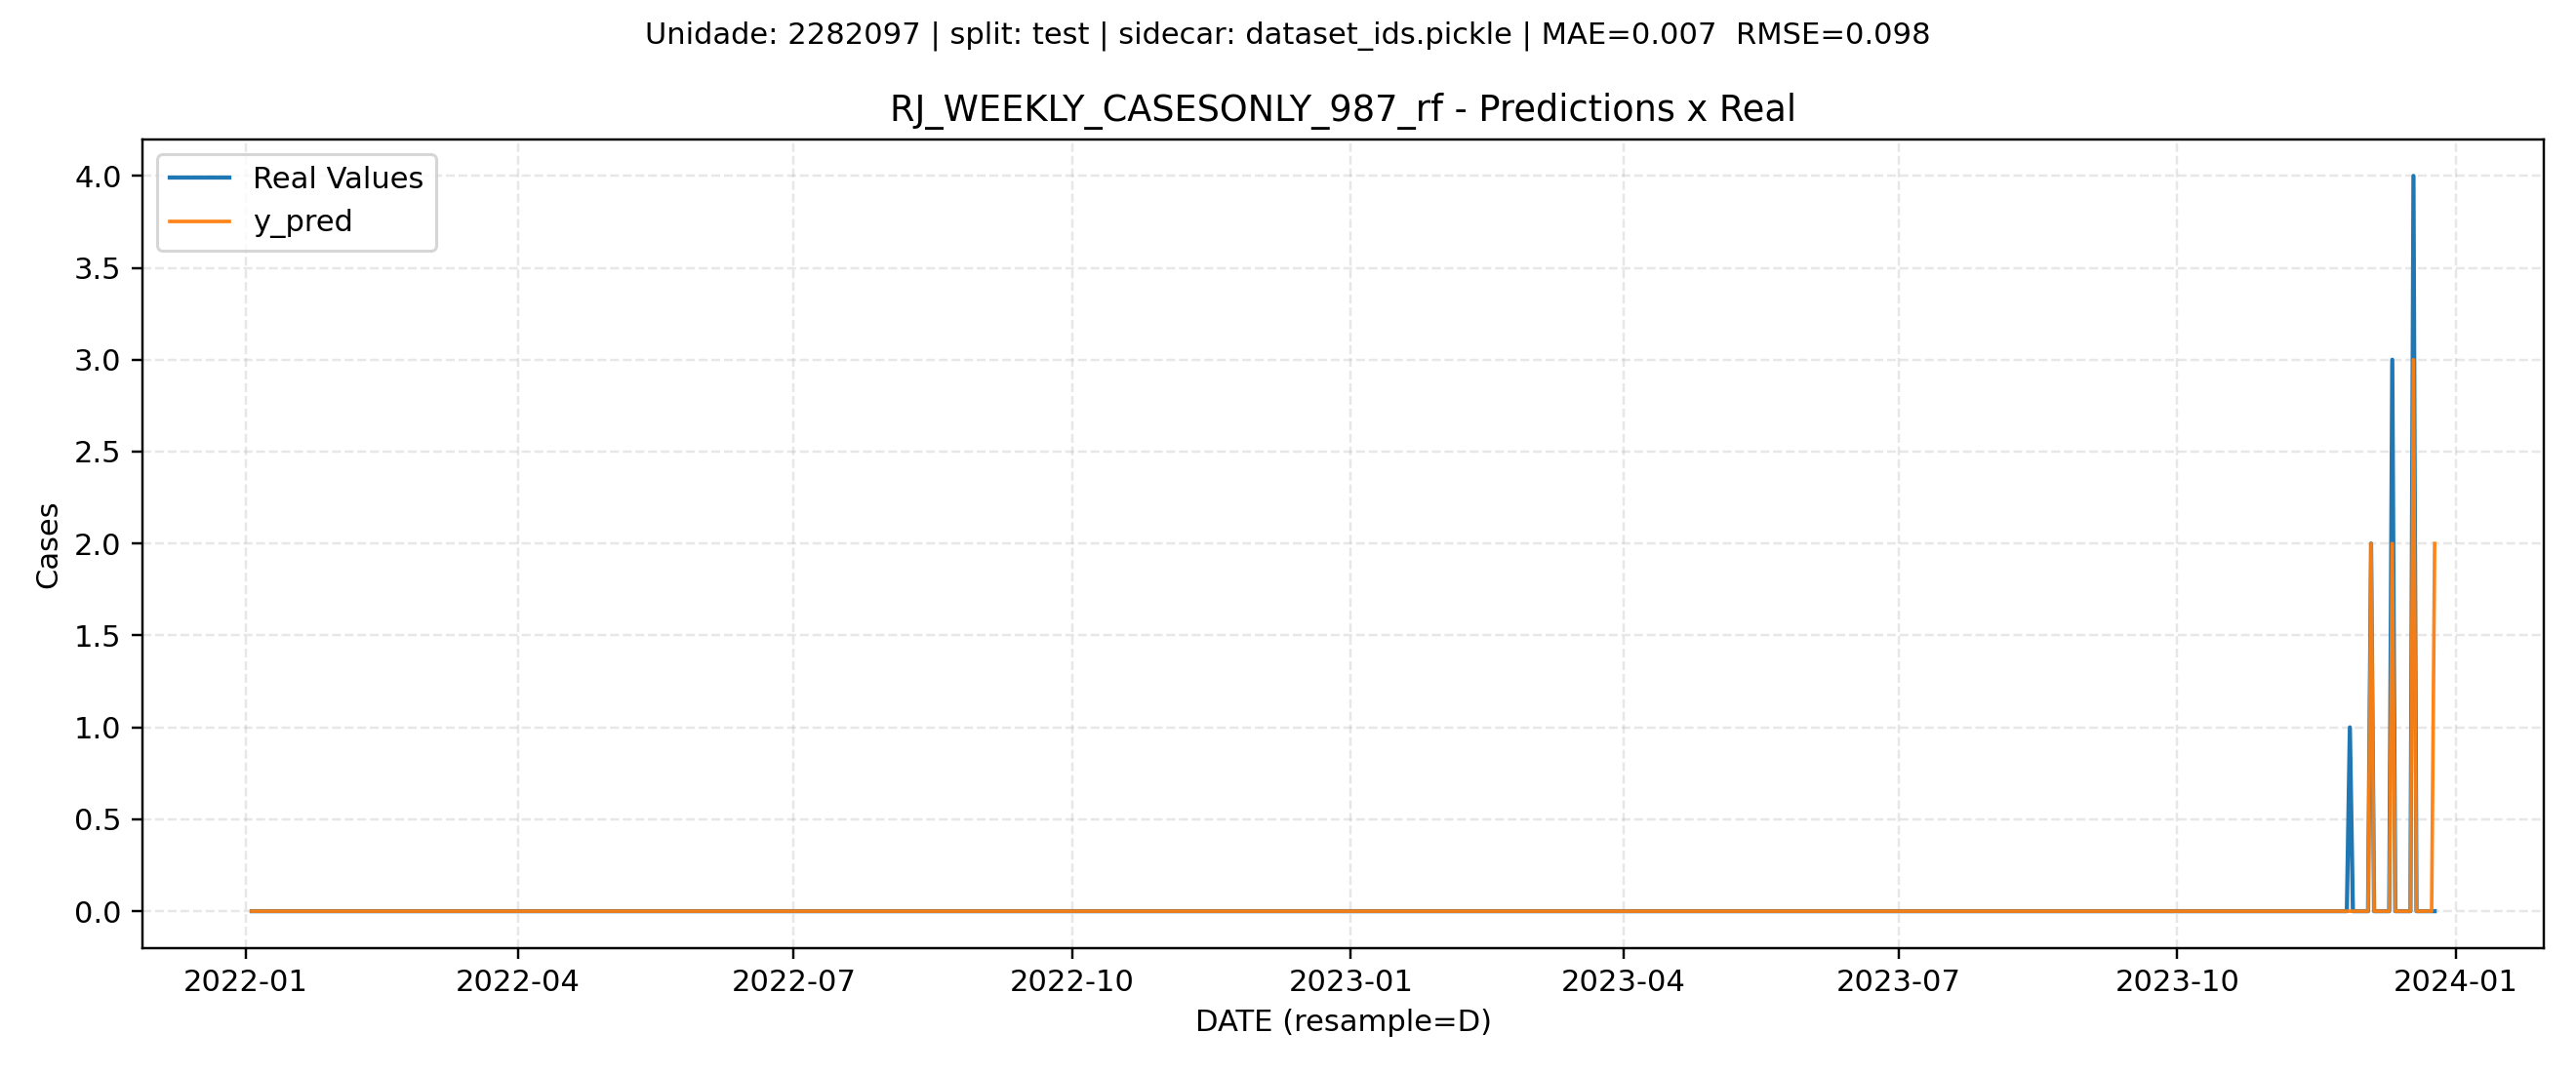 Unidade: 2282097 | split: test | sidecar: dataset_ids.pickle | MAE=0.007  RMSE=0.098
RJ_WEEKLY_CASESONLY_987_rf - Predictions x Real
Real Values
y_pred
4.0
3.5
3.0
2.5
2.0
1.5
1.0
0.5
0.0
Cases
2022-01 2022-04 2022-07 2022-10 2023-01 2023-04 2023-07 2023-10 2024-01
DATE (resample=D)